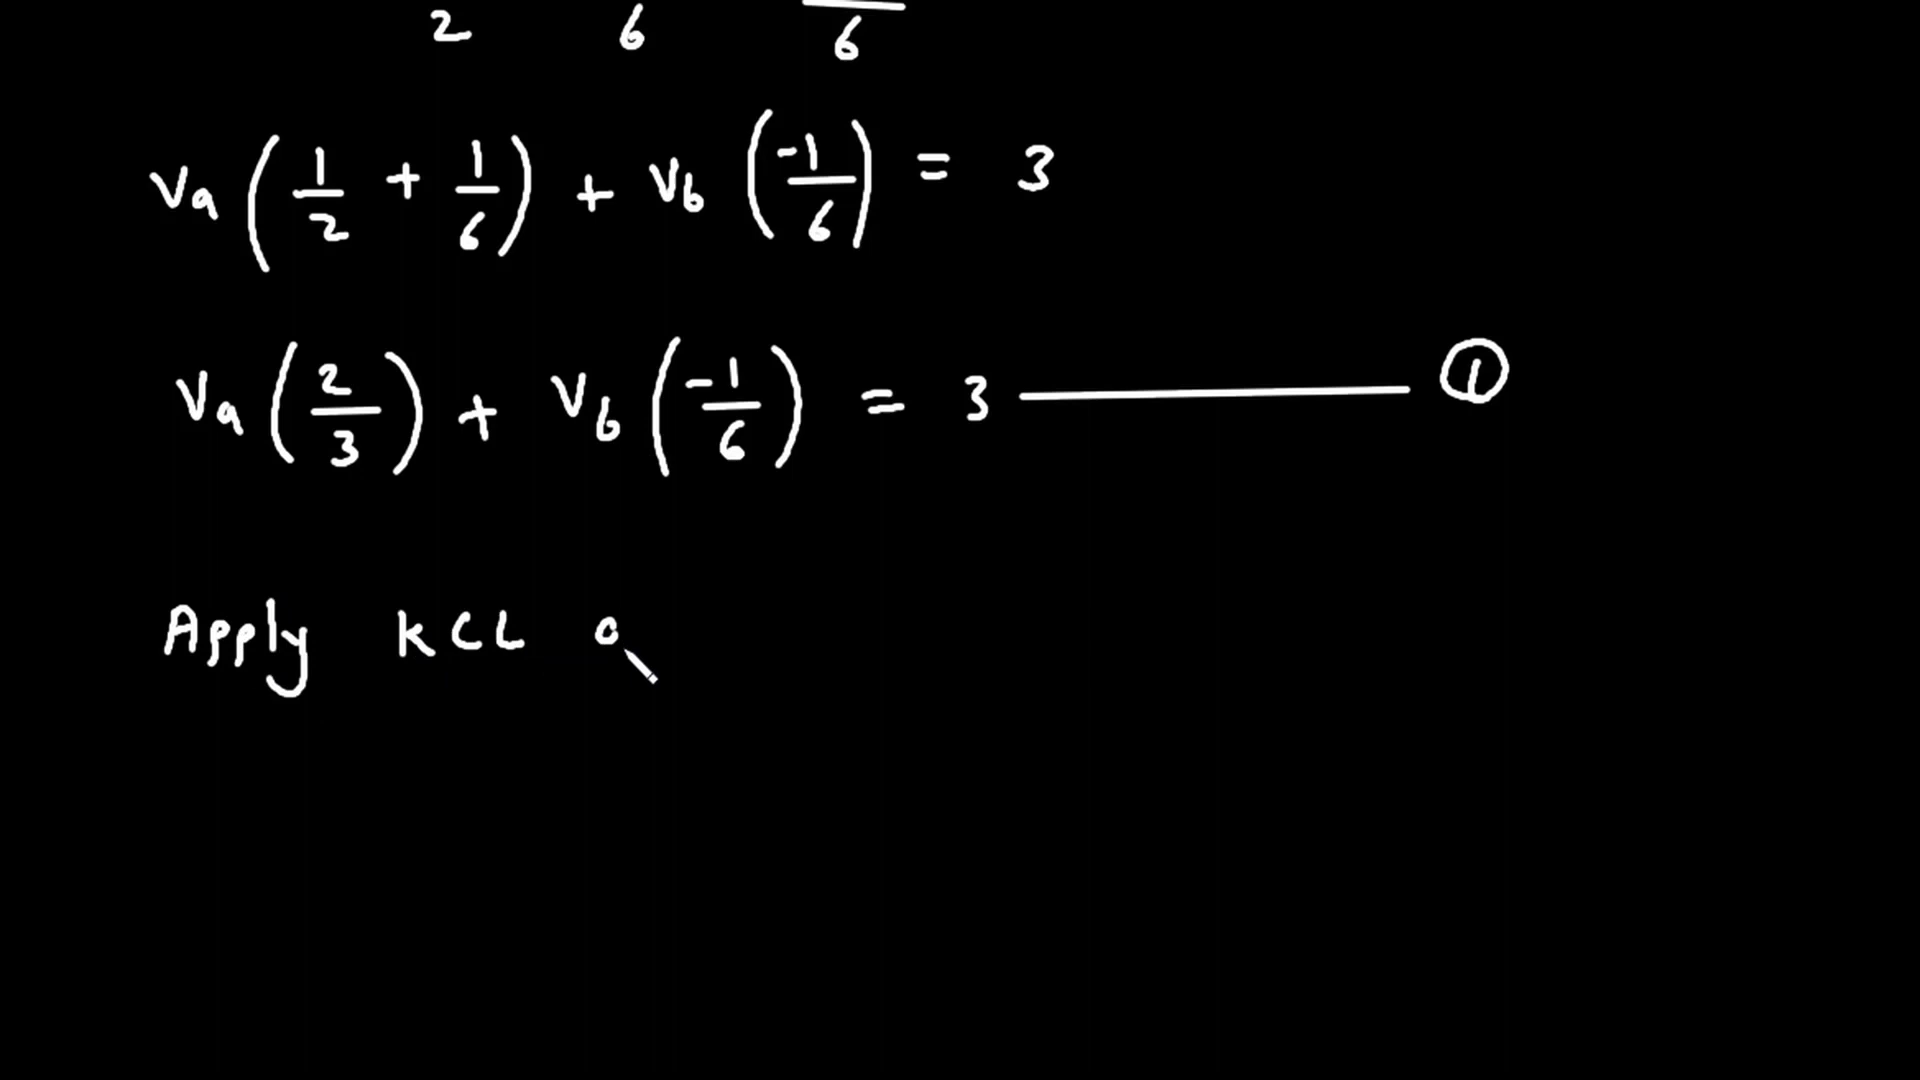 2 6 6
Va (1/2 + 1/6) + Vb (-1/6) = 3
Va (2/3) + Vb (-1/6) = 3 ——— ①
Apply KCL